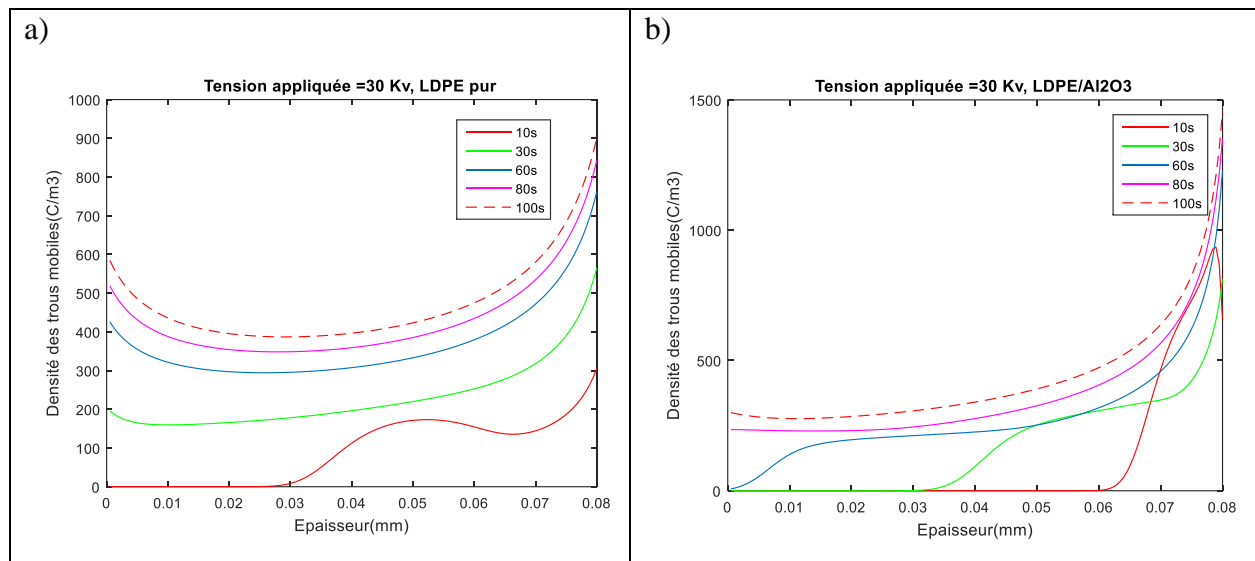 a)
Tension appliquée =30 Kv, LDPE pur
1000
900
800
700
600
500
400
300
200
100
0
Densité des trous mobiles(C/m3)
10s
30s
60s
80s
100s
0 0.01 0.02 0.03 0.04 0.05 0.06 0.07 0.08
Epaisseur(mm)
b)
Tension appliquée =30 Kv, LDPE/Al2O3
1500
1000
500
0
Densité des trous mobiles(C/m3)
10s
30s
60s
80s
100s
0 0.01 0.02 0.03 0.04 0.05 0.06 0.07 0.08
Epaisseur(mm)